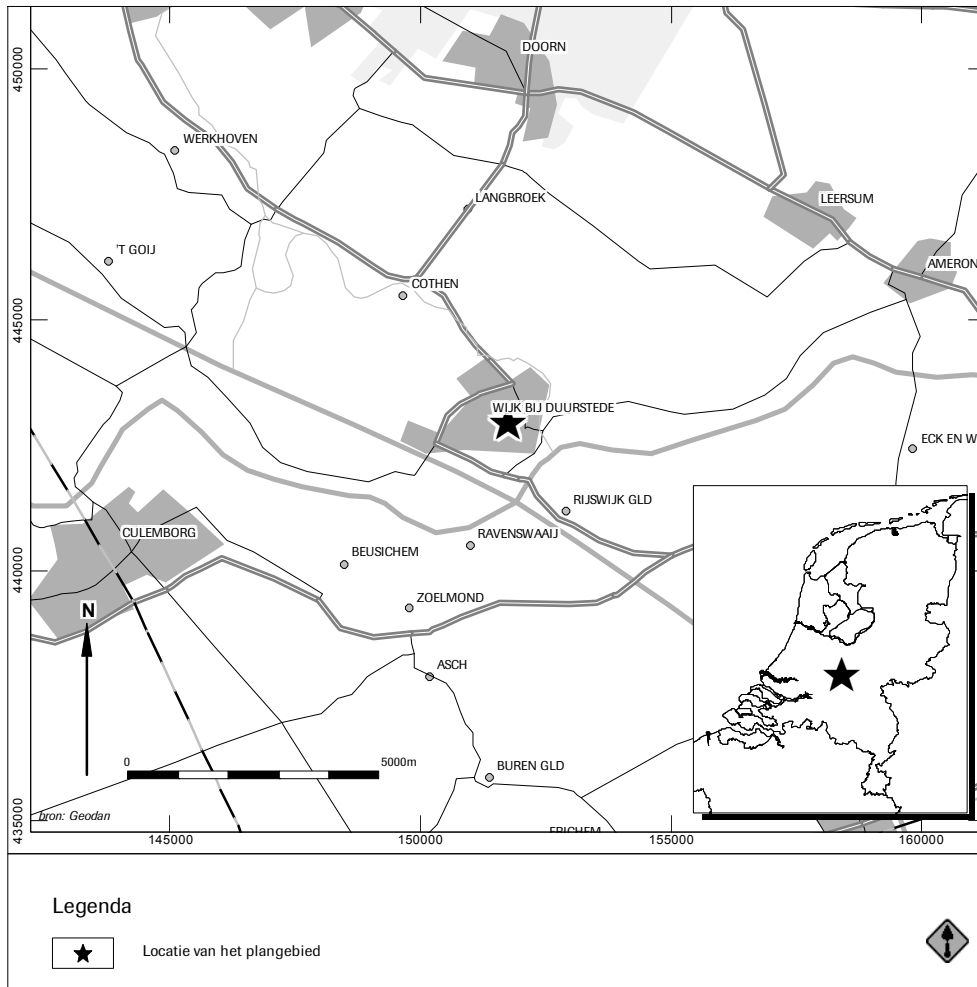 DOORN
450000
WERKHOVEN
LANGBROEK
LEERSUM
'T GOIJ
AMERON
COTHEN
445000
WIJK BIJ DUURSTEDE
ECK EN W
RIJSWIJK GLD
CULEMBORG
RAVENSWAAIJ
BEUSICHEM
440000
ZOELMOND
N
ASCH
0 5000m
BUREN GLD
bron: Geodan
435000
145000 150000 155000 160000
Legenda
Locatie van het plangebied